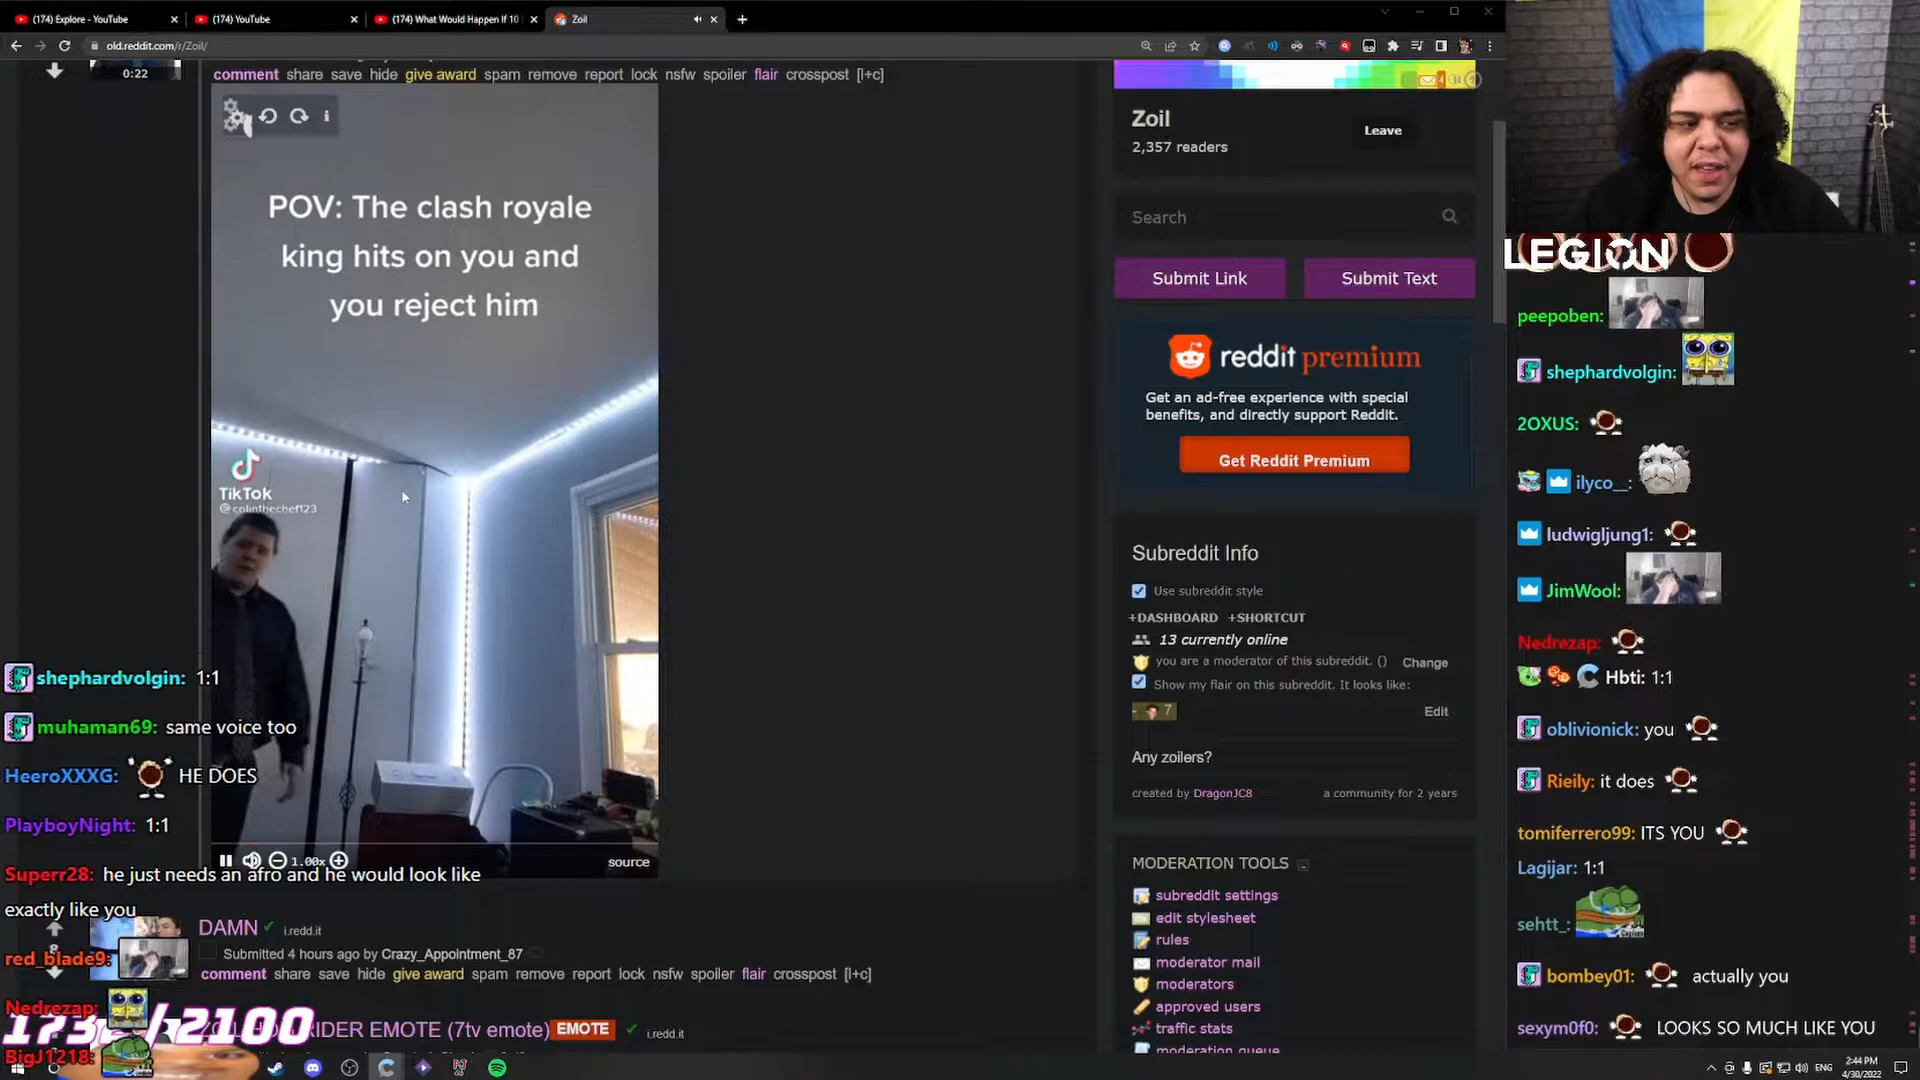 (174) Explore - YouTube
(174) YouTube
(174) What Would Happen If 10
Zoil
old.reddit.com/r/Zoil/
0:22
comment share save hide give award spam remove report lock nsfw spoiler flair crosspost [l+c]
POV: The clash royale
king hits on you and
you reject him
TikTok
@colinthechef123
1.00x
source
DAMN
i.redd.it
Submitted 4 hours ago by Crazy_Appointment_87
comment share save hide give award spam remove report lock nsfw spoiler flair crosspost [l+c]
RIDER EMOTE (7tv emote) EMOTE
i.redd.it
shephardvolgin: 1:1
muhaman69: same voice too
HeeroXXXG: HE DOES
PlayboyNight: 1:1
Superr28: he just needs an afro and he would look like
exactly like you
red_blade9:
Nedrezap:
/2100
BigJ1218:
Zoil
2,357 readers
Leave
Search
Submit Link
Submit Text
reddit premium
Get an ad-free experience with special
benefits, and directly support Reddit.
Get Reddit Premium
Subreddit Info
Use subreddit style
+DASHBOARD +SHORTCUT
13 currently online
you are a moderator of this subreddit. ()
Change
Show my flair on this subreddit. It looks like:
- 7
Edit
Any zoilers?
created by DragonJC8
a community for 2 years
MODERATION TOOLS
subreddit settings
edit stylesheet
rules
moderator mail
moderators
approved users
traffic stats
moderation queue
LEGION
peepoben:
shephardvolgin:
2OXUS:
ilyco__:
ludwigljung1:
JimWool:
Nedrezap:
Hbti: 1:1
oblivionick: you
Rieily: it does
tomiferrero99: ITS YOU
Lagijar: 1:1
sehtt_:
bombey01: actually you
sexym0f0: LOOKS SO MUCH LIKE YOU
ENG
2:44 PM
4/30/2022